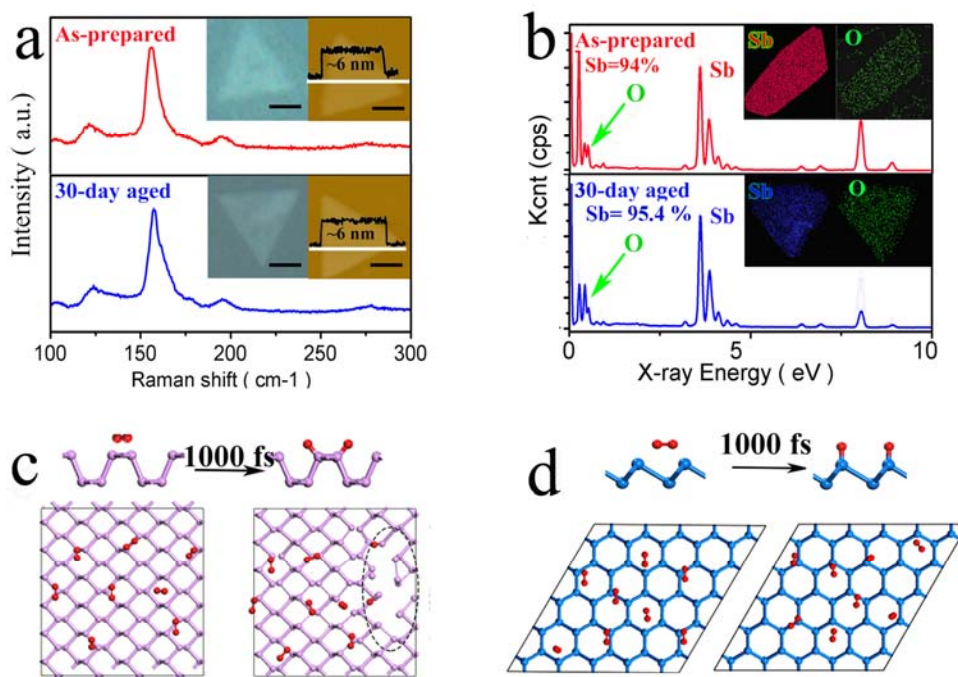 a
As-prepared
~6 nm
30-day aged
~6 nm
Intensity ( a.u.)
100
150
200
250
300
Raman shift ( cm-1 )
b
As-prepared
Sb=94%
O
Sb
Sb
O
30-day aged
Sb= 95.4 %
O
Sb
Sb
O
Kcnt (cps)
0
5
10
X-ray Energy ( eV )
c
1000 fs
d
1000 fs